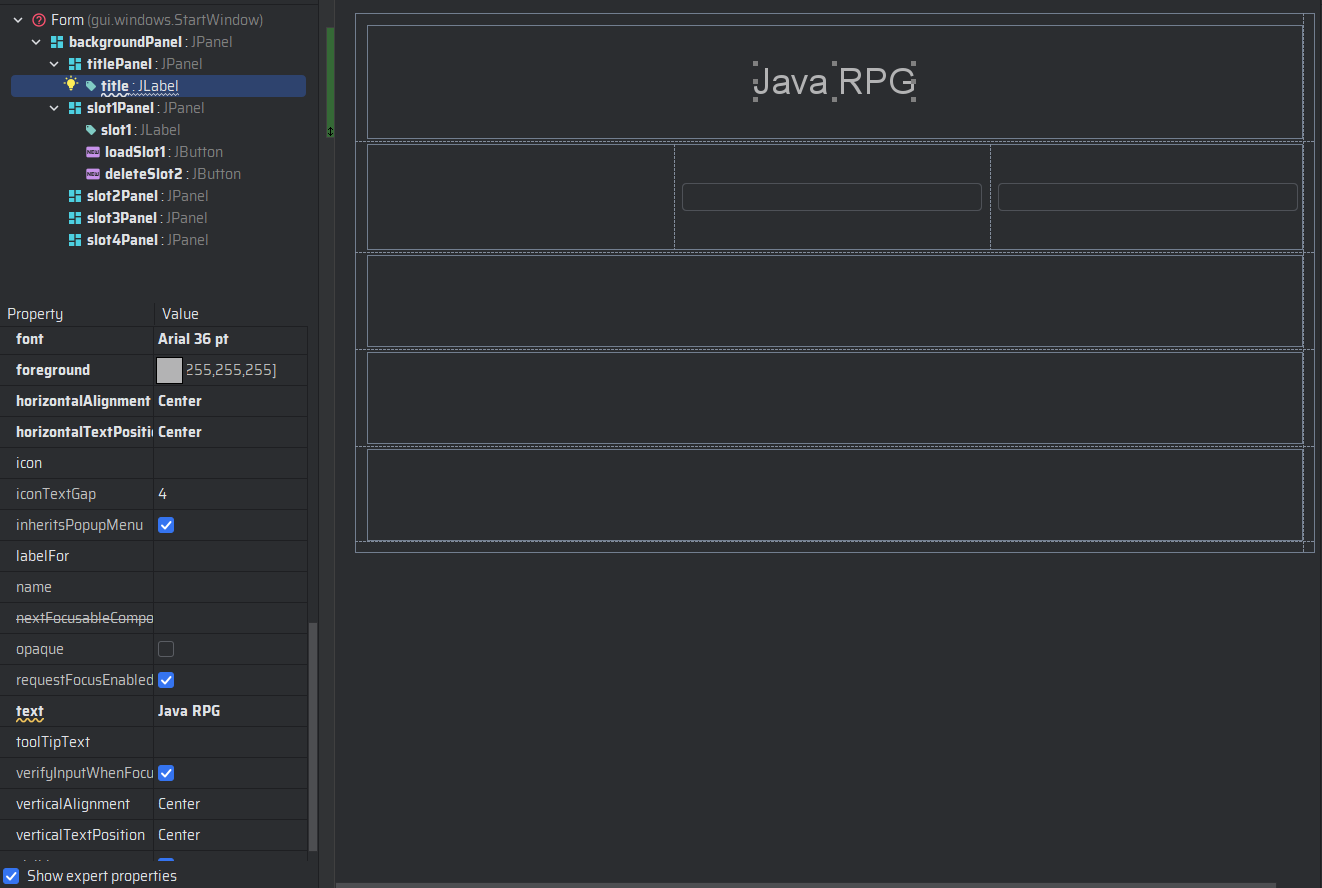 Form (gui.windows.StartWindow)
backgroundPanel : JPanel
titlePanel : JPanel
title : JLabel
slot1Panel : JPanel
slot1 : JLabel
NEW loadSlot1 : JButton
NEW deleteSlot2 : JButton
slot2Panel : JPanel
slot3Panel : JPanel
slot4Panel : JPanel
Property Value
font Arial 36 pt
foreground 255,255,255]
horizontalAlignment Center
horizontalTextPositi Center
icon
iconTextGap 4
inheritsPopupMenu
labelFor
name
nextFocusableCompo
opaque
requestFocusEnabled
text Java RPG
toolTipText
verifyInputWhenFocu
verticalAlignment Center
verticalTextPosition Center
Show expert properties
Java RPG